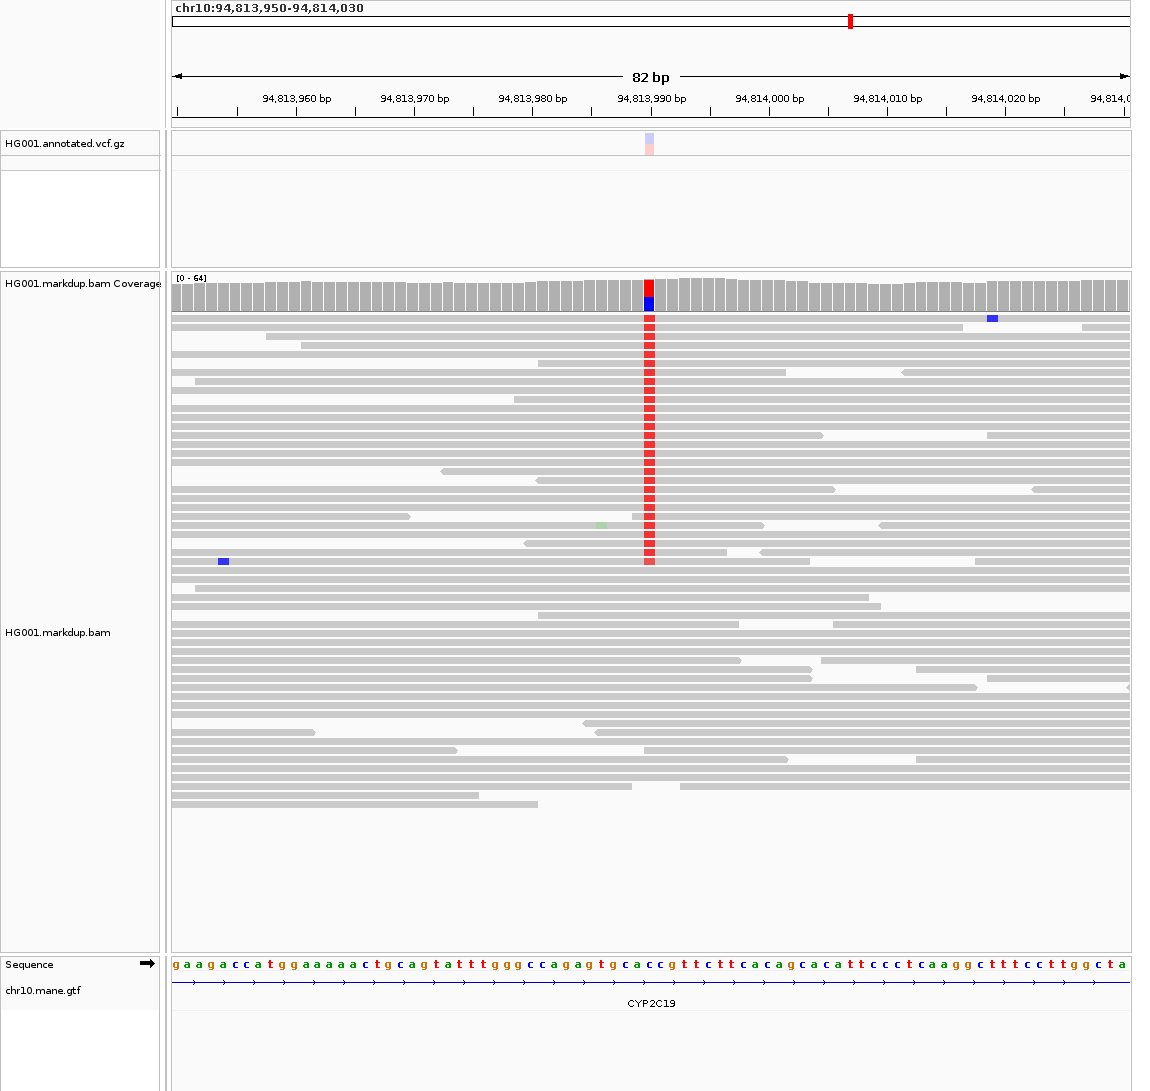 chr10:94,813,950-94,814,030
82 bp
94,813,960 bp 94,813,970 bp 94,813,980 bp 94,813,990 bp 94,814,000 bp 94,814,010 bp 94,814,020 bp 94,814,0
HG001.annotated.vcf.gz
[0 - 64]
HG001.markdup.bam Coverage
HG001.markdup.bam
Sequence
g a a g a c c a t g g a a a a a c t g c a g t a t t t g g g c c a g a g t g c a c c g t t c t t c a c a g c a c a t t c c c t c a a g g c t t t c c t t g g c t a
chr10.mane.gtf
CYP2C19